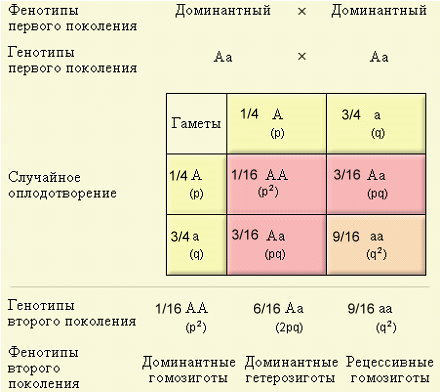 Фенотипы Доминантный × Доминантный
первого поколения
Генотипы
первого поколения Aa × Aa
Гаметы 1/4 A 3/4 a
(p) (q)
Случайное
оплодотворение
1/4 A 1/16 AA 3/16 Aa
(p) (p²) (pq)
3/4 a 3/16 Aa 9/16 aa
(q) (pq) (q²)
Генотипы 1/16 AA 6/16 Aa 9/16 aa
второго поколения (p²) (2pq) (q²)
Фенотипы
второго Доминантные Доминантные Рецессивные
поколения гомозиготы гетерозиготы гомозиготы